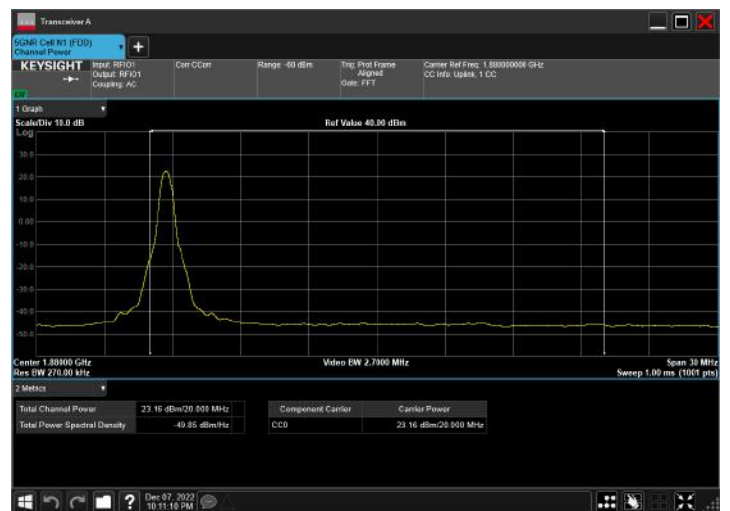 Transceiver A
5GNR Cell N1 (FDD)
Channel Power
+
KEYSIGHT
Input: RFIO1
Output: RFIO1
Coupling: AC
Corr CCorr
Range: -60 dBm
Trig: Prot Frame
Aligned
Gate: FFT
Carrier Ref Freq: 1.880000000 GHz
CC Info: Uplink, 1 CC
1 Graph
Scale/Div 10.0 dB
Ref Value 40.00 dBm
Log
30.0
20.0
10.0
0.00
-10.0
-20.0
-30.0
-40.0
-50.0
Center 1.88000 GHz
Video BW 2.7000 MHz
Span 30 MHz
Res BW 270.00 kHz
Sweep 1.00 ms (1001 pts)
2 Metrics
Total Channel Power 23.16 dBm/20.000 MHz
Total Power Spectral Density -49.85 dBm/Hz
Component Carrier Carrier Power
CC0 23.16 dBm/20.000 MHz
?
Dec 07, 2022
10:11:10 PM